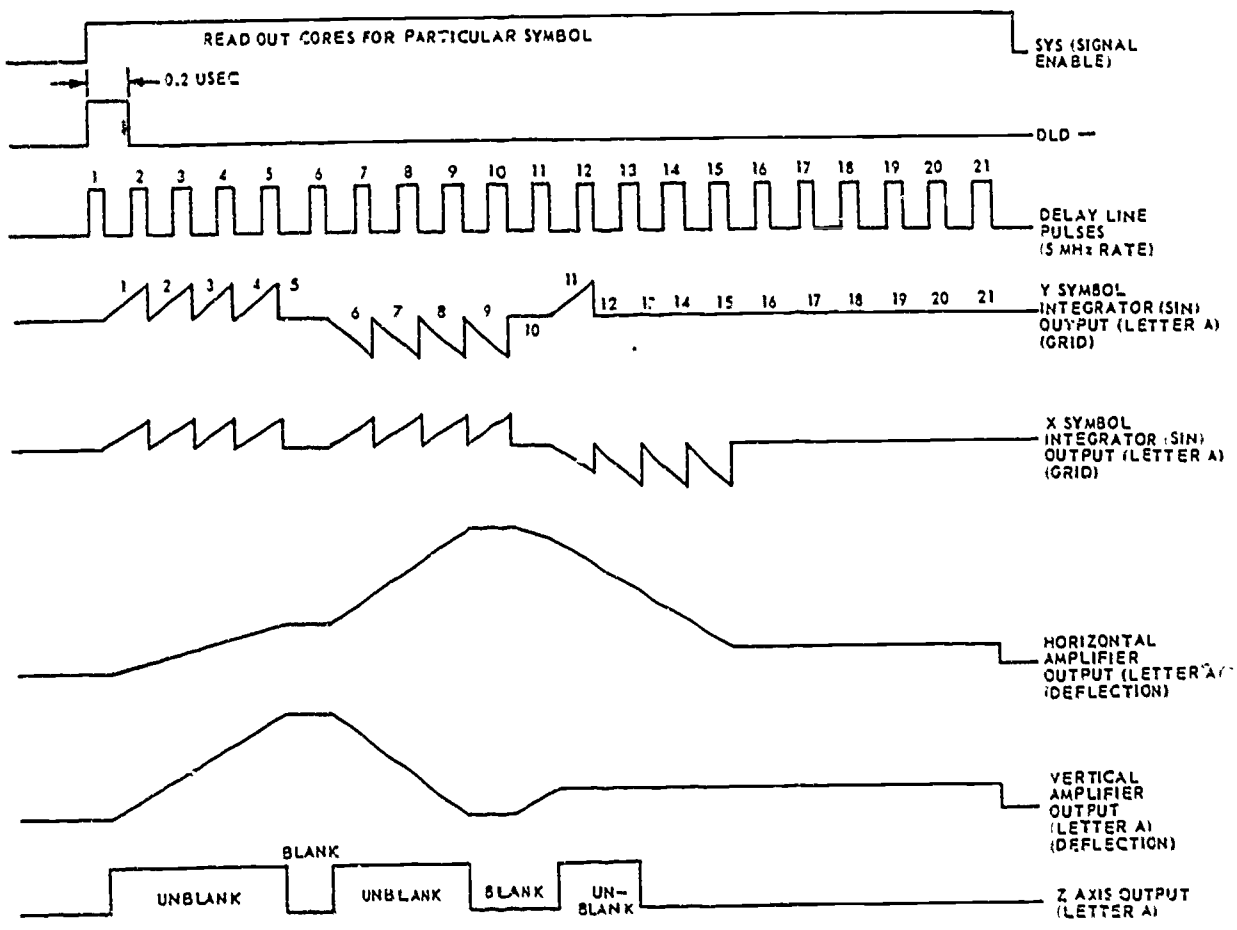 READ OUT CORES FOR PARTICULAR SYMBOL
SYS (SIGNAL
ENABLE)
0.2 USEC
DLD
1 2 3 4 5 6 7 8 9 10 11 12 13 14 15 16 17 18 19 20 21
DELAY LINE
PULSES
(5 MHz RATE)
1 2 3 4 5 6 7 8 9 10 11 12 13 14 15 16 17 18 19 20 21
Y SYMBOL
INTEGRATOR (SIN)
OUTPUT (LETTER A)
(GRID)
X SYMBOL
INTEGRATOR (SIN)
OUTPUT (LETTER A)
(GRID)
HORIZONTAL
AMPLIFIER
OUTPUT (LETTER A)
(DEFLECTION)
VERTICAL
AMPLIFIER
OUTPUT
(LETTER A)
(DEFLECTION)
BLANK
UNBLANK UNBLANK BLANK UN-
BLANK
Z AXIS OUTPUT
(LETTER A)